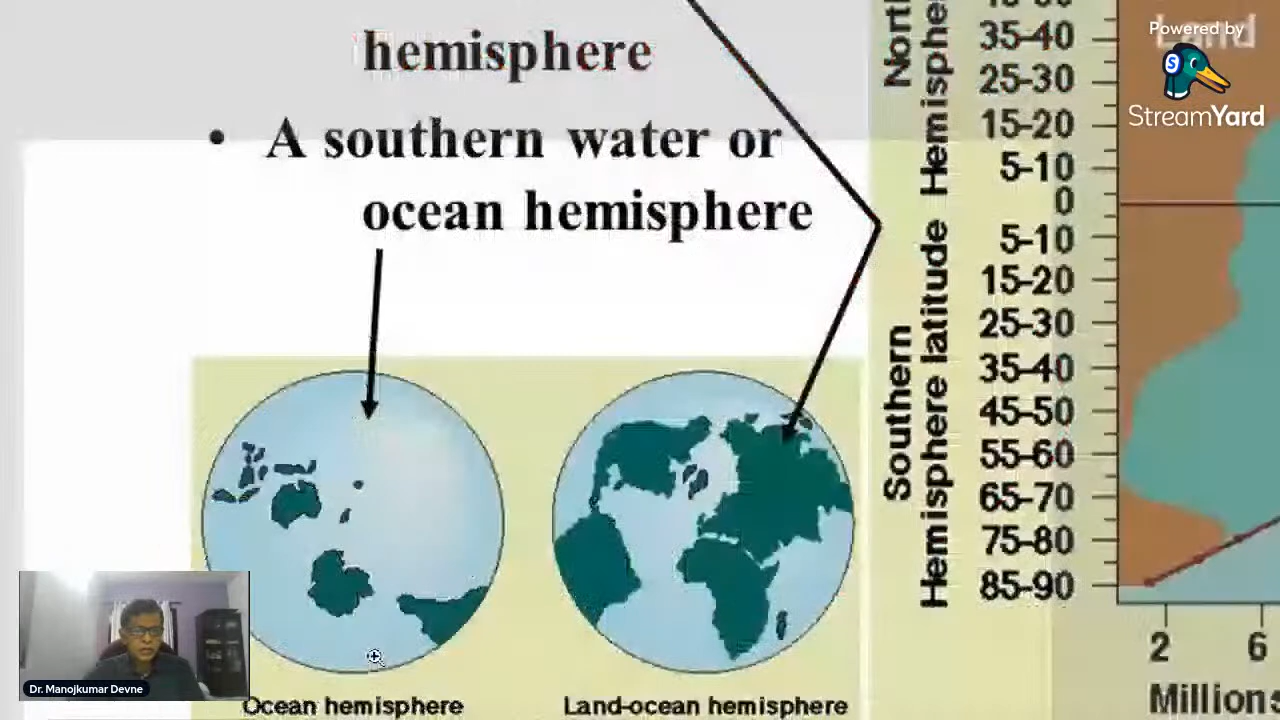 hemisphere
• A southern water or
ocean hemisphere
Ocean hemisphere
Land-ocean hemisphere
Hemisphere
35-40
25-30
15-20
5-10
0
Southern
Hemisphere latitude
5-10
15-20
25-30
35-40
45-50
55-60
65-70
75-80
85-90
2
6
Millions
Land
Powered by
S
StreamYard
Dr. Manojkumar Devne